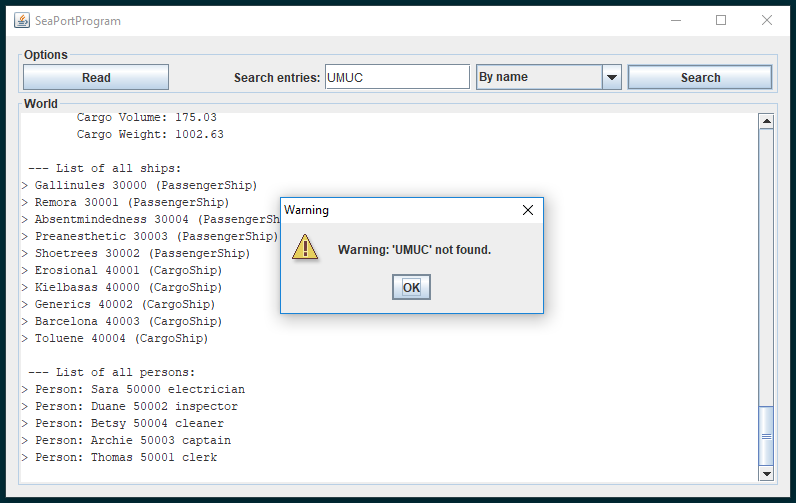 SeaPortProgram
Options
Read Search entries: UMUC By name Search
World
Cargo Volume: 175.03
Cargo Weight: 1002.63
--- List of all ships:
> Gallinules 30000 (PassengerShip)
> Remora 30001 (PassengerShip)
> Absentmindedness 30004 (PassengerSh
> Preanesthetic 30003 (PassengerShip)
> Shoetrees 30002 (PassengerShip)
> Erosional 40001 (CargoShip)
> Kielbasas 40000 (CargoShip)
> Generics 40002 (CargoShip)
> Barcelona 40003 (CargoShip)
> Toluene 40004 (CargoShip)
--- List of all persons:
> Person: Sara 50000 electrician
> Person: Duane 50002 inspector
> Person: Betsy 50004 cleaner
> Person: Archie 50003 captain
> Person: Thomas 50001 clerk
Warning
Warning: 'UMUC' not found.
OK